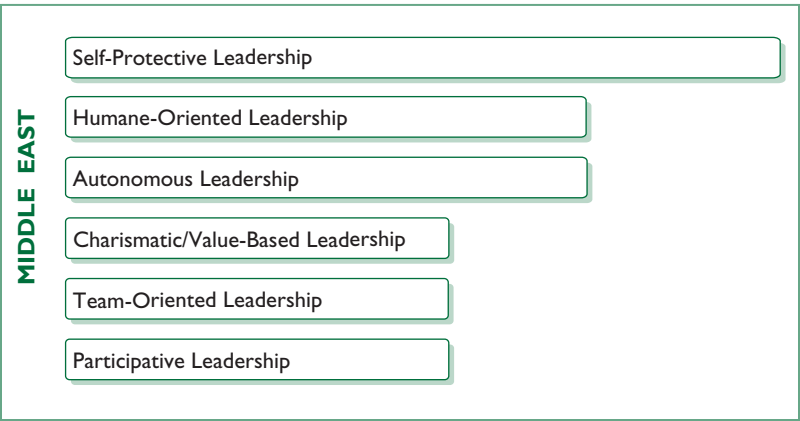 MIDDLE EAST
Self-Protective Leadership
Humane-Oriented Leadership
Autonomous Leadership
Charismatic/Value-Based Leadership
Team-Oriented Leadership
Participative Leadership